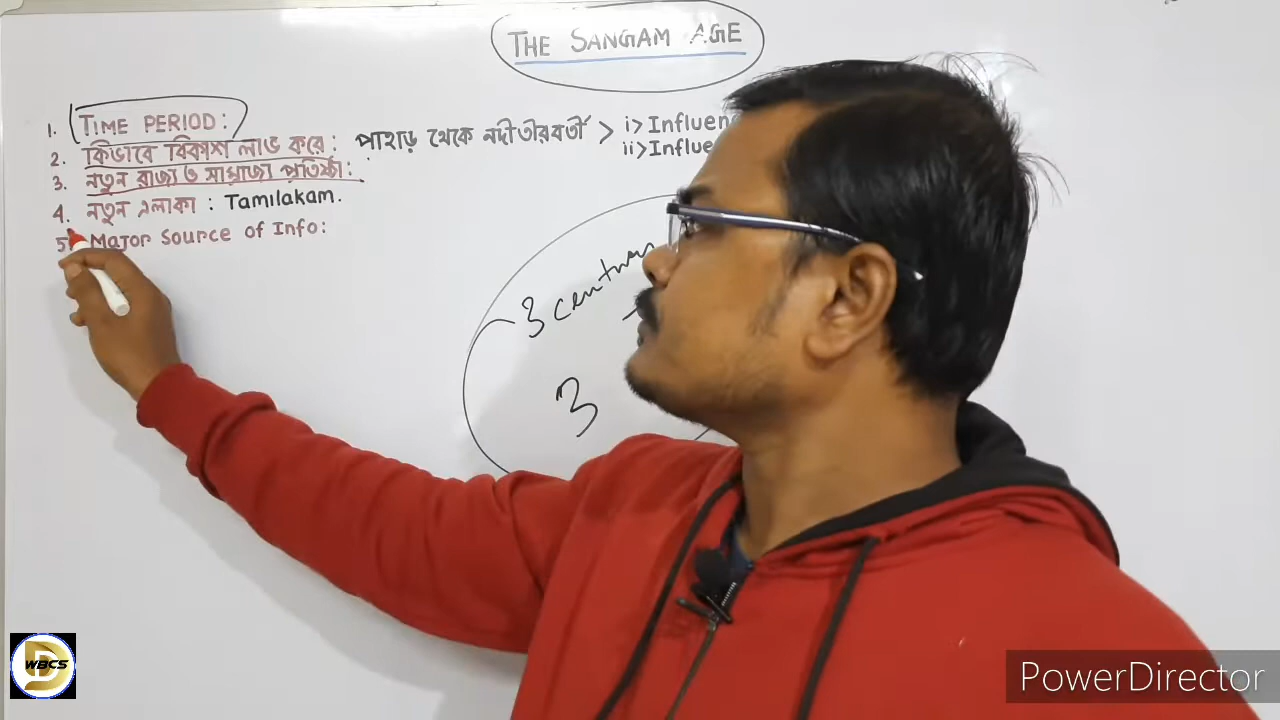 THE SANGAM AGE
1. TIME PERIOD:
2. কিভাবে বিকাশ লাভ করে: পাহাড় থেকে নদীতীরবর্তী > i> Influen
ii> Influe
3. নতুন রাজ্য ও সাম্রাজ্য প্রতিষ্ঠা:
4. নতুন এলাকা : Tamilakam.
5. Major Source of Info:
3 century
3
WBCS
PowerDirector